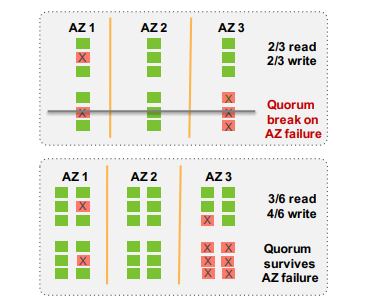 AZ 1 AZ 2 AZ 3
X
2/3 read
2/3 write
X
X
X
X
Quorum
break on
AZ failure
AZ 1 AZ 2 AZ 3
X
X
3/6 read
4/6 write
X X
X X X
X X
Quorum
survives
AZ failure